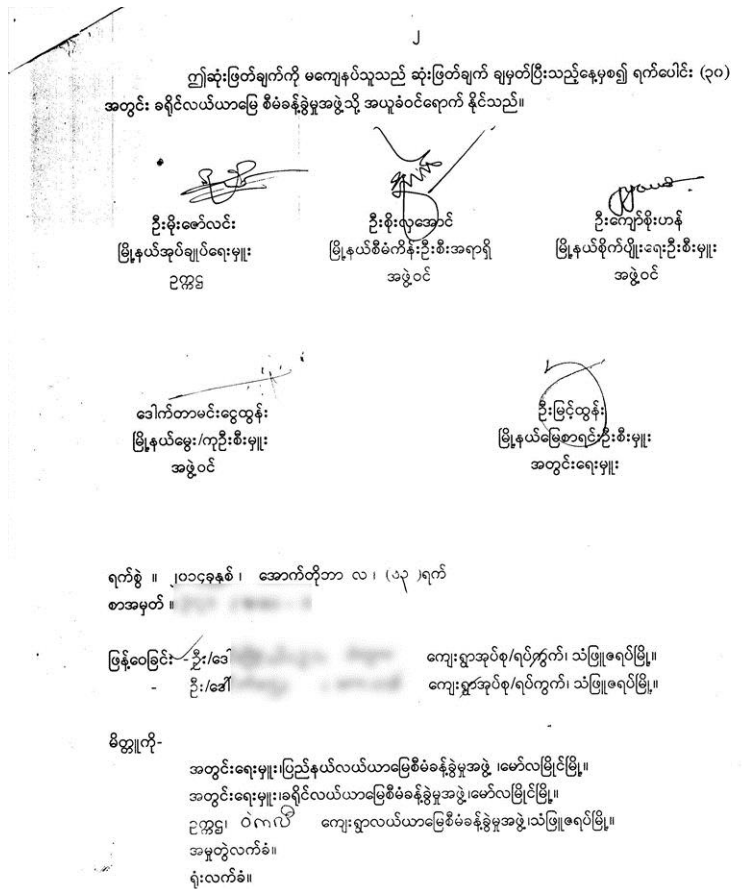 ၂
ဤဆုံးဖြတ်ချက်ကို မကျေနပ်သူသည် ဆုံးဖြတ်ချက် ချမှတ်ပြီးသည့်နေ့မှစ၍ ရက်ပေါင်း (၃၀)
အတွင်း ခရိုင်လယ်ယာမြေ စီမံခန့်ခွဲမှုအဖွဲ့သို့ အယူခံဝင်ရောက် နိုင်သည်။
ဦးမိုးဇော်လင်း ဦးစိုးလှအောင် ဦးကျော်စိုးဟန်
မြို့နယ်အုပ်ချုပ်ရေးမှူး မြို့နယ်စီမံကိန်းဦးစီးအရာရှိ မြို့နယ်စိုက်ပျိုးရေးဦးစီးမှူး
ဥက္ကဋ္ဌ အဖွဲ့ဝင် အဖွဲ့ဝင်
ဒေါက်တာမင်းငွေထွန်း ဦးမြင့်ထွန်း
မြို့နယ်မွေး/ကုဦးစီးမှူး မြို့နယ်မြေစာရင်းဦးစီးမှူး
အဖွဲ့ဝင် အတွင်းရေးမှူး
ရက်စွဲ ။ ၂၀၁၄ခုနှစ် ၊ အောက်တိုဘာ လ ၊ ( )ရက်
စာအမှတ် ။
ဖြန့်ဝေခြင်း - ဦး/ဒေါ် ကျေးရွာအုပ်စု/ရပ်ကွက်၊ သံဖြူဇရပ်မြို့။
- ဦး/ဒေါ် ကျေးရွာအုပ်စု/ရပ်ကွက်၊ သံဖြူဇရပ်မြို့။
မိတ္တူကို-
အတွင်းရေးမှူး၊ပြည်နယ်လယ်ယာမြေစီမံခန့်ခွဲမှုအဖွဲ့ ၊မော်လမြိုင်မြို့။
အတွင်းရေးမှူး၊ခရိုင်လယ်ယာမြေစီမံခန့်ခွဲမှုအဖွဲ့၊မော်လမြိုင်မြို့။
ဥက္ကဋ္ဌ၊ ဝဲကလိ ကျေးရွာလယ်ယာမြေစီမံခန့်ခွဲမှုအဖွဲ့၊သံဖြူဇရပ်မြို့။
အမှုတွဲလက်ခံ။
ရုံးလက်ခံ။